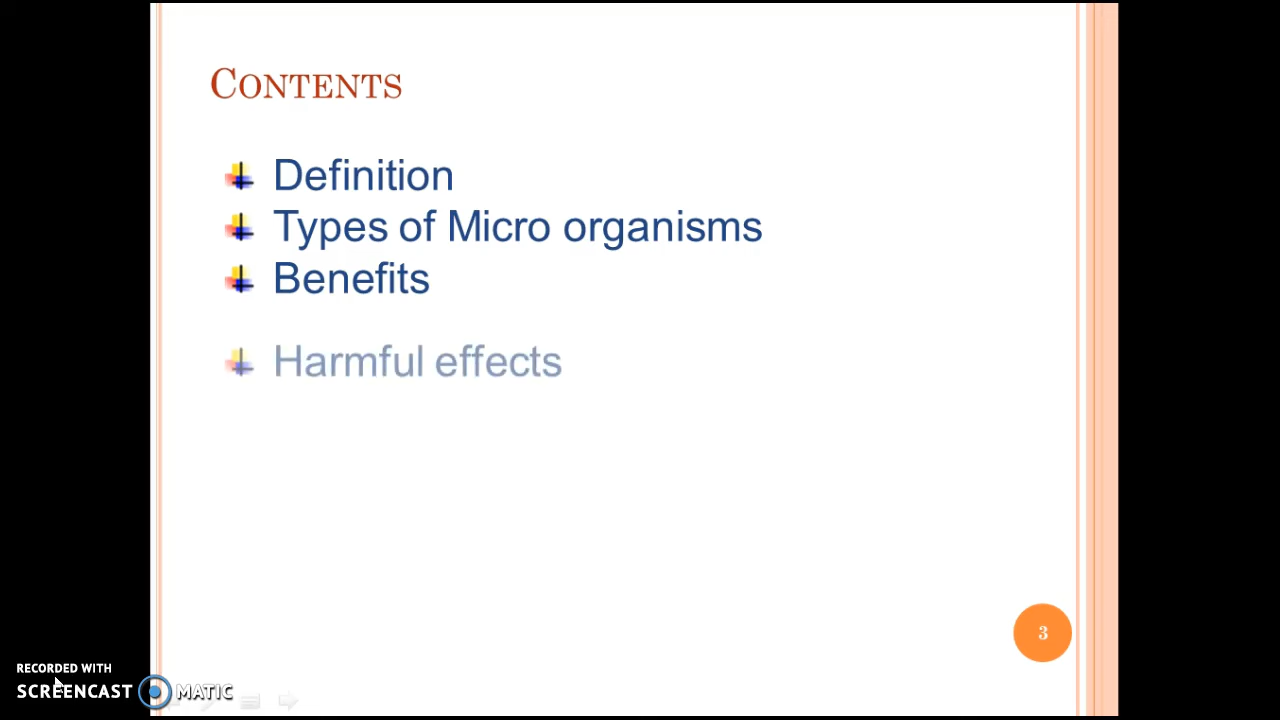 CONTENTS
Definition
Types of Micro organisms
Benefits
Harmful effects
3
RECORDED WITH
SCREENCAST MATIC